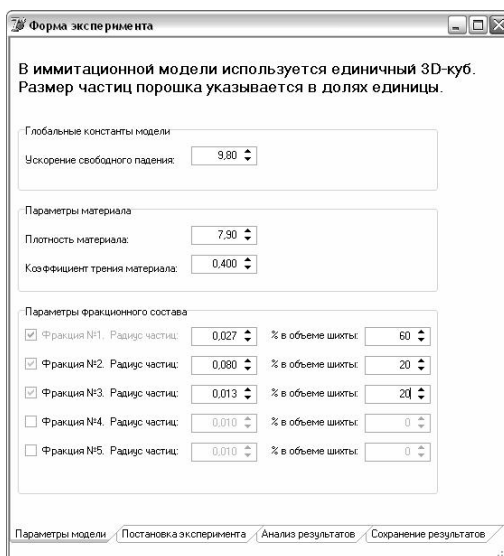 Форма эксперимента
В иммитационной модели используется единичный 3D-куб.
Размер частиц порошка указывается в долях единицы.
Глобальные константы модели
Ускорение свободного падения: 9,80
Параметры материала
Плотность материала: 7,90
Коэффициент трения материала: 0,400
Параметры фракционного состава
Фракция №1. Радиус частиц: 0,027 % в объеме шихты: 60
Фракция №2. Радиус частиц: 0,080 % в объеме шихты: 20
Фракция №3. Радиус частиц: 0,013 % в объеме шихты: 20
Фракция №4. Радиус частиц: 0,010 % в объеме шихты: 0
Фракция №5. Радиус частиц: 0,010 % в объеме шихты: 0
Параметры модели Постановка эксперимента Анализ результатов Сохранение результатов